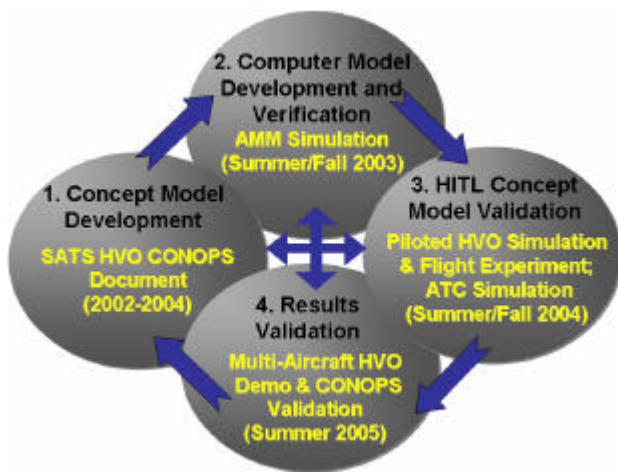 2. Computer Model
Development and
Verification
AMM Simulation
(Summer/Fall 2003)
1. Concept Model
Development
SATS HVO CONOPS
Document
(2002-2004)
3. HITL Concept
Model Validation
Piloted HVO Simulation
& Flight Experiment;
ATC Simulation
(Summer/Fall 2004)
4. Results
Validation
Multi-Aircraft HVO
Demo & CONOPS
Validation
(Summer 2005)